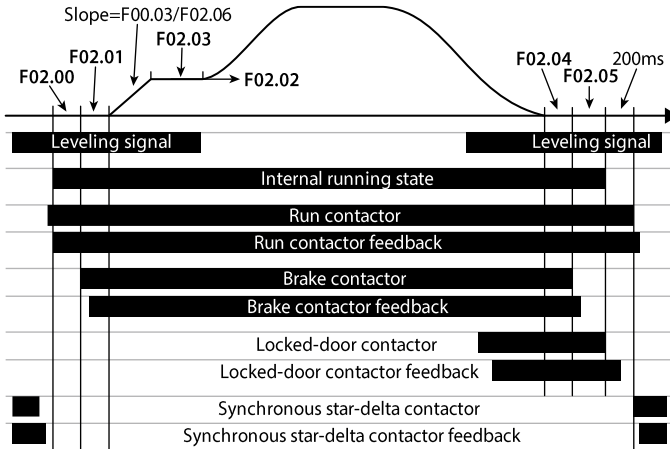 Slope=F00.03/F02.06
F02.03
F02.01
F02.00
F02.02
F02.04
F02.05
200ms
Leveling signal
Leveling signal
Internal running state
Run contactor
Run contactor feedback
Brake contactor
Brake contactor feedback
Locked-door contactor
Locked-door contactor feedback
Synchronous star-delta contactor
Synchronous star-delta contactor feedback